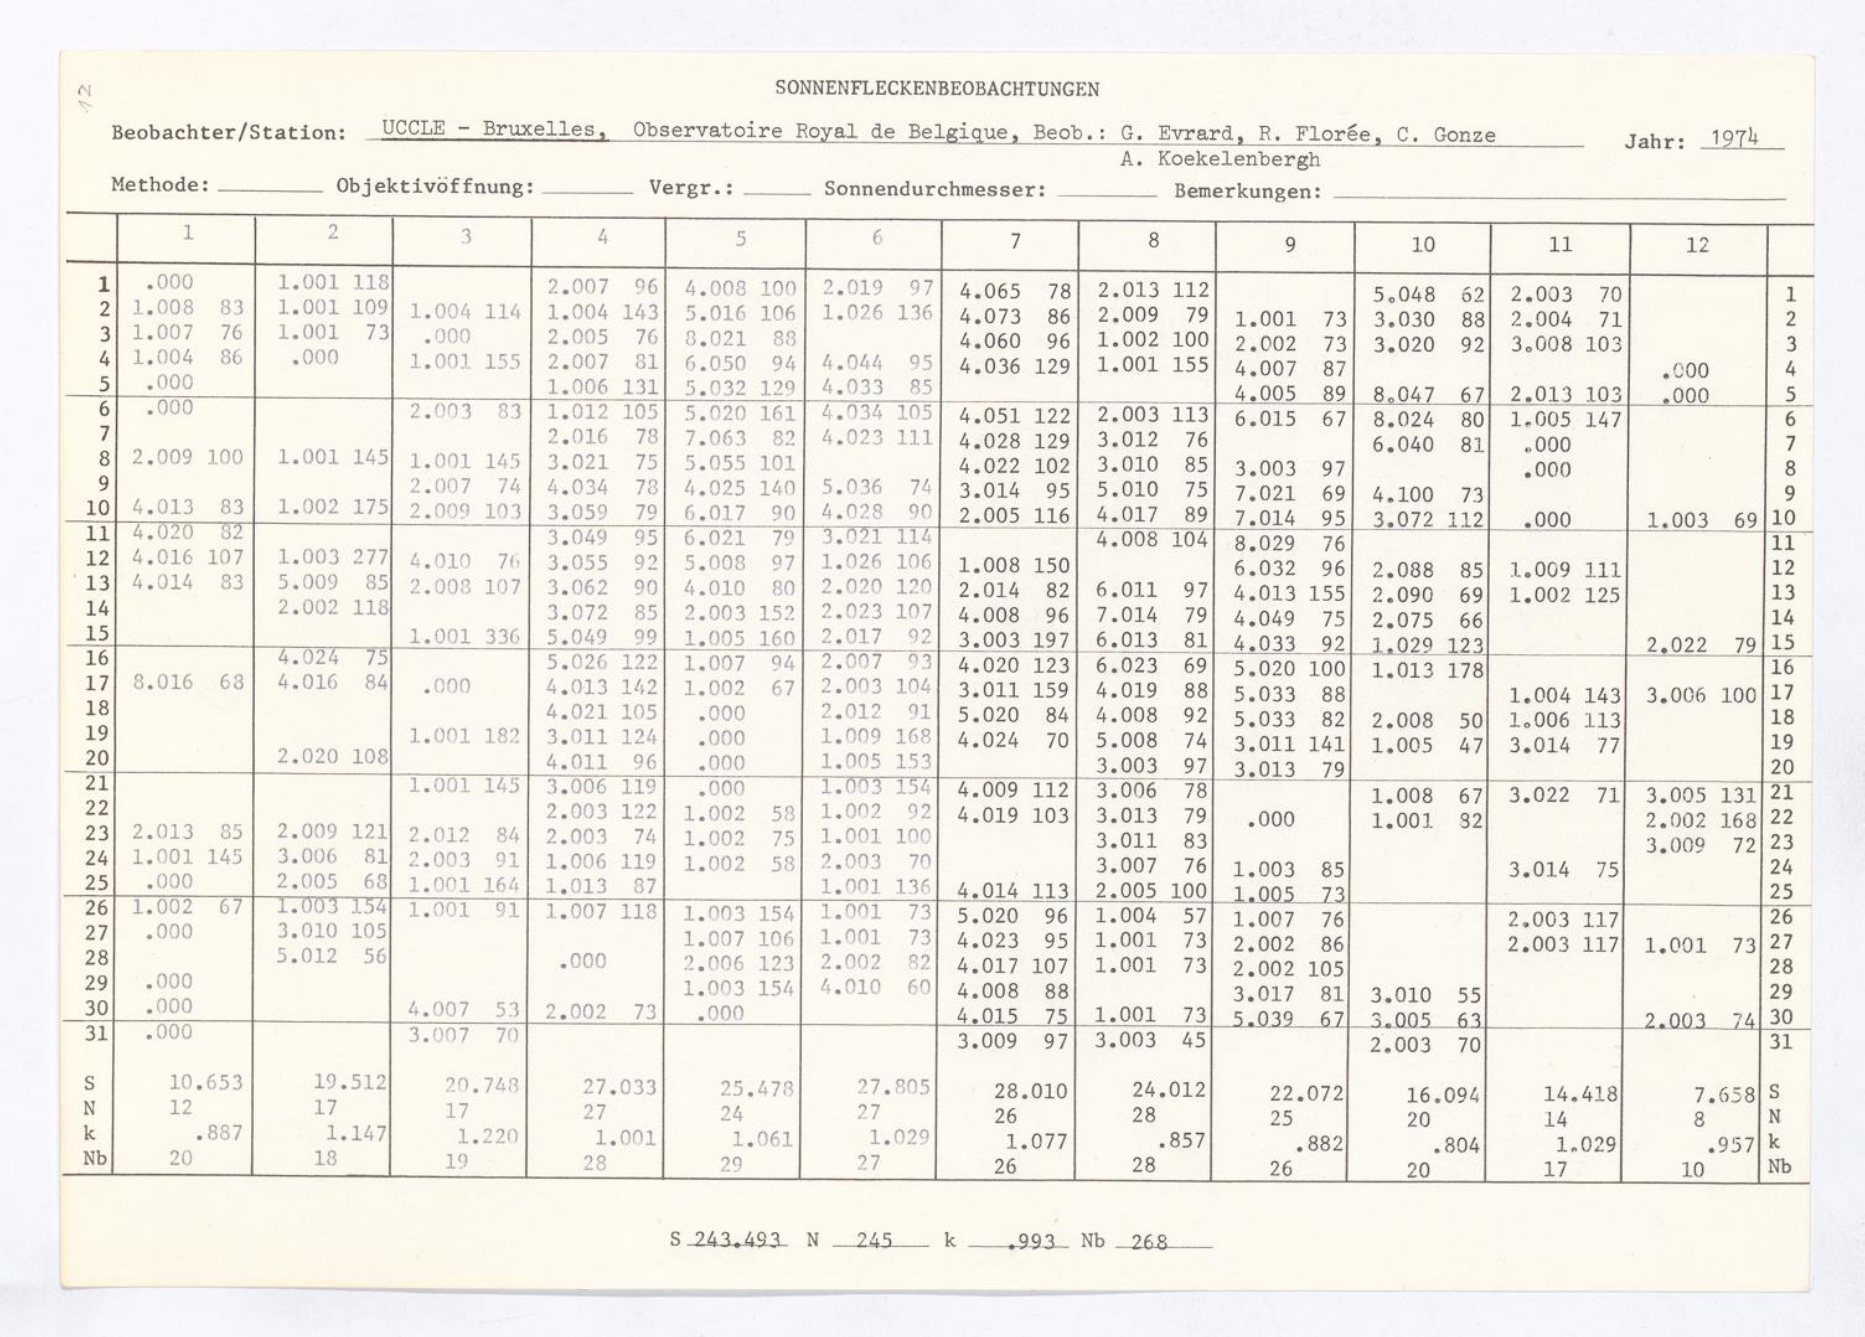 12
SONNENFLECKENBEOBACHTUNGEN
Beobachter/Station: UCCLE - Bruxelles, Observatoire Royal de Belgique, Beob.: G. Evrard, R. Florée, C. Gonze Jahr: 1974
A. Koekelenbergh
Methode: Objektivöffnung: Vergr.: Sonnendurchmesser: Bemerkungen:
1 2 3 4 5 6 7 8 9 10 11 12
1 .000 1.001 118 2.007 96 4.008 100 2.019 97 4.065 78 2.013 112 5.048 62 2.003 70 1
2 1.008 83 1.001 109 1.004 114 1.004 143 5.016 106 1.026 136 4.073 86 2.009 79 1.001 73 3.030 88 2.004 71 2
3 1.007 76 1.001 73 .000 2.005 76 8.021 88 4.060 96 1.002 100 2.002 73 3.020 92 3.008 103 3
4 1.004 86 .000 1.001 155 2.007 81 6.050 94 4.044 95 4.036 129 1.001 155 4.007 87 .000 4
5 .000 1.006 131 5.032 129 4.033 85 4.005 89 8.047 67 2.013 103 .000 5
6 .000 2.003 83 1.012 105 5.020 161 4.034 105 4.051 122 2.003 113 6.015 67 8.024 80 1.005 147 6
7 2.016 78 7.063 82 4.023 111 4.028 129 3.012 76 6.040 81 .000 7
8 2.009 100 1.001 145 1.001 145 3.021 75 5.055 101 4.022 102 3.010 85 3.003 97 .000 8
9 2.007 74 4.034 78 4.025 140 5.036 74 3.014 95 5.010 75 7.021 69 4.100 73 9
10 4.013 83 1.002 175 2.009 103 3.059 79 6.017 90 4.028 90 2.005 116 4.017 89 7.014 95 3.072 112 .000 1.003 69 10
11 4.020 82 3.049 95 6.021 79 3.021 114 4.008 104 8.029 76 11
12 4.016 107 1.003 277 4.010 76 3.055 92 5.008 97 1.026 106 1.008 150 6.032 96 2.088 85 1.009 111 12
13 4.014 83 5.009 85 2.008 107 3.062 90 4.010 80 2.020 120 2.014 82 6.011 97 4.013 155 2.090 69 1.002 125 13
14 2.002 118 3.072 85 2.003 152 2.023 107 4.008 96 7.014 79 4.049 75 2.075 66 14
15 1.001 336 5.049 99 1.005 160 2.017 92 3.003 197 6.013 81 4.033 92 1.029 123 2.022 79 15
16 4.024 75 5.026 122 1.007 94 2.007 93 4.020 123 6.023 69 5.020 100 1.013 178 16
17 8.016 68 4.016 84 .000 4.013 142 1.002 67 2.003 104 3.011 159 4.019 88 5.033 88 1.004 143 3.006 100 17
18 4.021 105 .000 2.012 91 5.020 84 4.008 92 5.033 82 2.008 50 1.006 113 18
19 1.001 182 3.011 124 .000 1.009 168 4.024 70 5.008 74 3.011 141 1.005 47 3.014 77 19
20 2.020 108 4.011 96 .000 1.005 153 3.003 97 3.013 79 20
21 1.001 145 3.006 119 .000 1.003 154 4.009 112 3.006 78 1.008 67 3.022 71 3.005 131 21
22 2.003 122 1.002 58 1.002 92 4.019 103 3.013 79 .000 1.001 82 2.002 168 22
23 2.013 85 2.009 121 2.012 84 2.003 74 1.002 75 1.001 100 3.011 83 3.009 72 23
24 1.001 145 3.006 81 2.003 91 1.006 119 1.002 58 2.003 70 3.007 76 1.003 85 3.014 75 24
25 .000 2.005 68 1.001 164 1.013 87 1.001 136 4.014 113 2.005 100 1.005 73 25
26 1.002 67 1.003 154 1.001 91 1.007 118 1.003 154 1.001 73 5.020 96 1.004 57 1.007 76 2.003 117 26
27 .000 3.010 105 1.007 106 1.001 73 4.023 95 1.001 73 2.002 86 2.003 117 1.001 73 27
28 5.012 56 .000 2.006 123 2.002 82 4.017 107 1.001 73 2.002 105 28
29 .000 1.003 154 4.010 60 4.008 88 3.017 81 3.010 55 29
30 .000 4.007 53 2.002 73 .000 4.015 75 1.001 73 5.039 67 3.005 63 2.003 74 30
31 .000 3.007 70 3.009 97 3.003 45 2.003 70 31
S 10.653 19.512 20.748 27.033 25.478 27.805 28.010 24.012 22.072 16.094 14.418 7.658 S
N 12 17 17 27 24 27 26 28 25 20 14 8 N
k .887 1.147 1.220 1.001 1.061 1.029 1.077 .857 .882 .804 1.029 .957 k
Nb 20 18 19 28 29 27 26 28 26 20 17 10 Nb
S 243.493 N 245 k .993 Nb 268